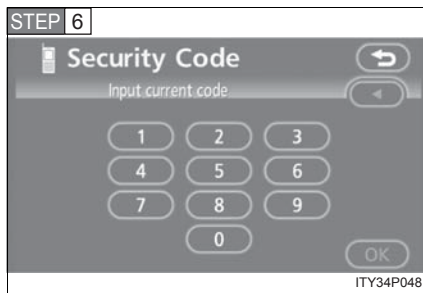 STEP 6
Security Code
Input current code
1 2 3
4 5 6
7 8 9
0
OK
ITY34P048